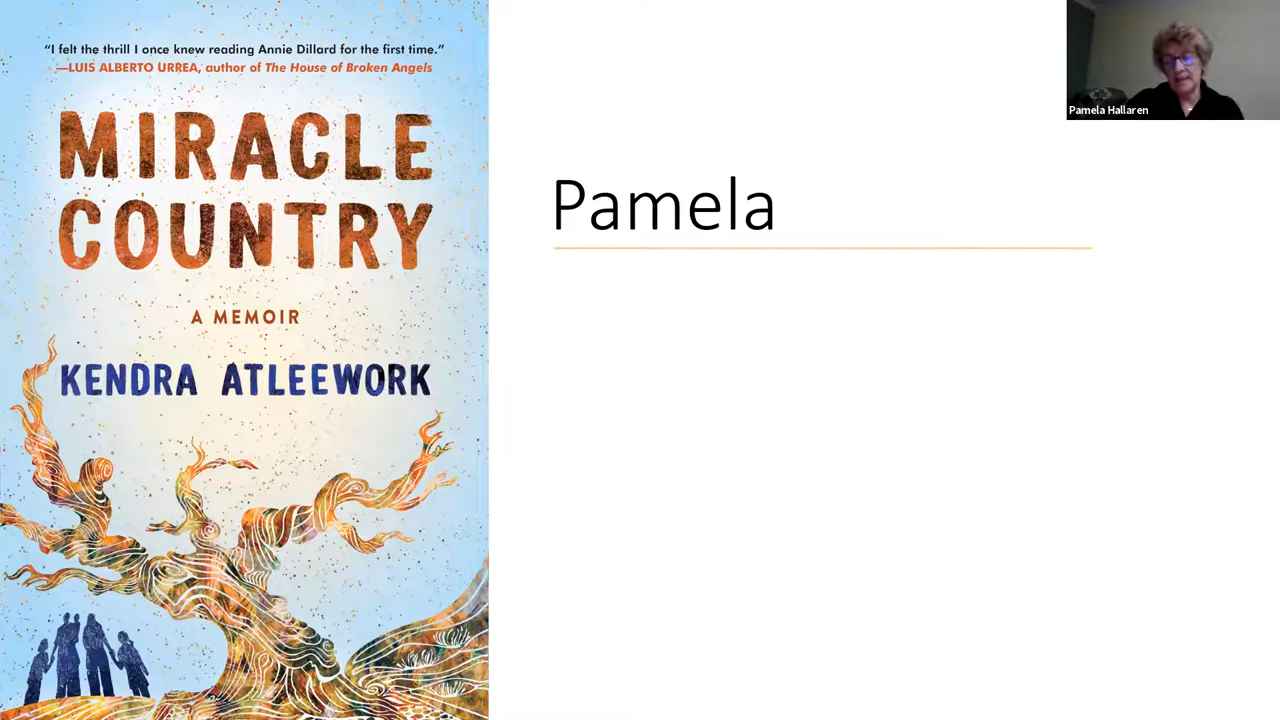 “I felt the thrill I once knew reading Annie Dillard for the first time.”
—LUIS ALBERTO URREA, author of The House of Broken Angels
MIRACLE
COUNTRY
A MEMOIR
KENDRA ATLEEWORK
Pamela
Pamela Hallaren